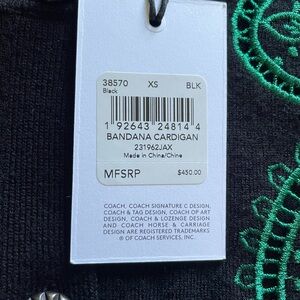 38570 XS BLK
Black
1 92643 24814 4
BANDANA CARDIGAN
231962JAX
Made in China/Chine
MFSRP $450.00
COACH, COACH SIGNATURE C DESIGN,
COACH & TAG DESIGN, COACH OP ART
DESIGN, COACH & LOZENGE DESIGN
AND COACH HORSE & CARRIAGE
DESIGN ARE REGISTERED TRADEMARKS
® OF COACH SERVICES, INC.